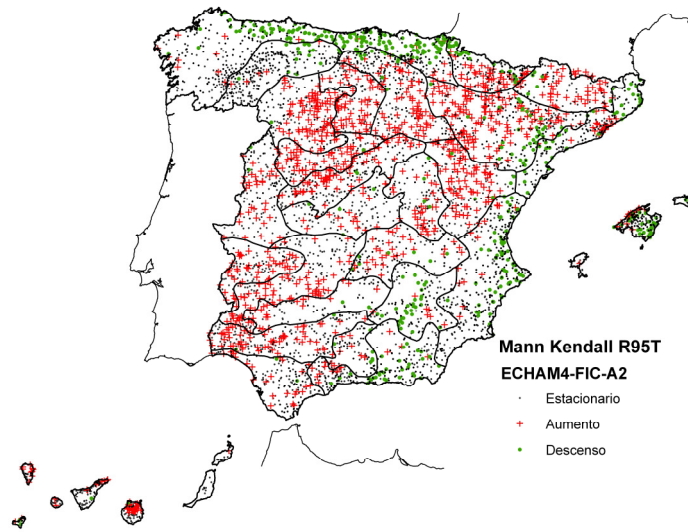 Mann Kendall R95T
ECHAM4-FIC-A2
Estacionario
Aumento
Descenso